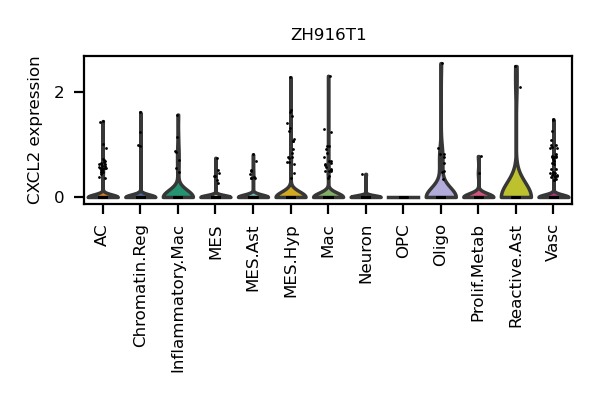 ZH916T1
CXCL2 expression
2
0
AC
Chromatin.Reg
Inflammatory.Mac
MES
MES.Ast
MES.Hyp
Mac
Neuron
OPC
Oligo
Prolif.Metab
Reactive.Ast
Vasc